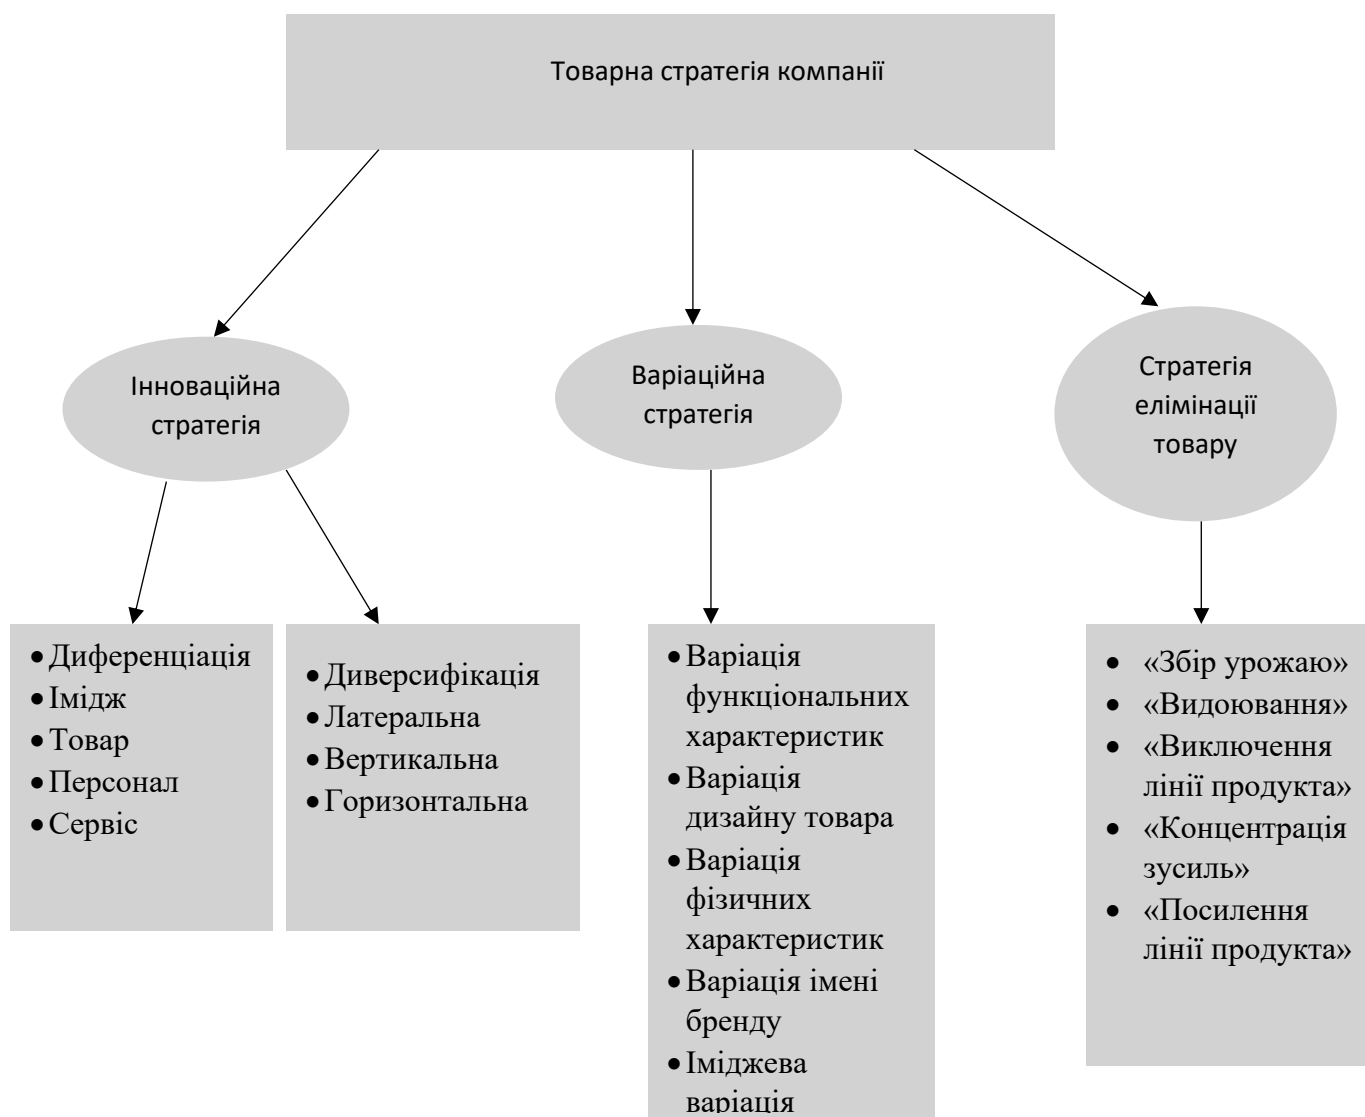 Товарна стратегія компанії
Інноваційна
стратегія
Варіаційна
стратегія
Стратегія
елімінації
товару
• Диференціація
• Імідж
• Товар
• Персонал
• Сервіс
• Диверсифікація
• Латеральна
• Вертикальна
• Горизонтальна
• Варіація
функціональних
характеристик
• Варіація
дизайну товара
• Варіація
фізичних
характеристик
• Варіація імені
бренду
• Іміджева
варіація
• «Збір урожаю»
• «Видоювання»
• «Виключення
лінії продукта»
• «Концентрація
зусиль»
• «Посилення
лінії продукта»